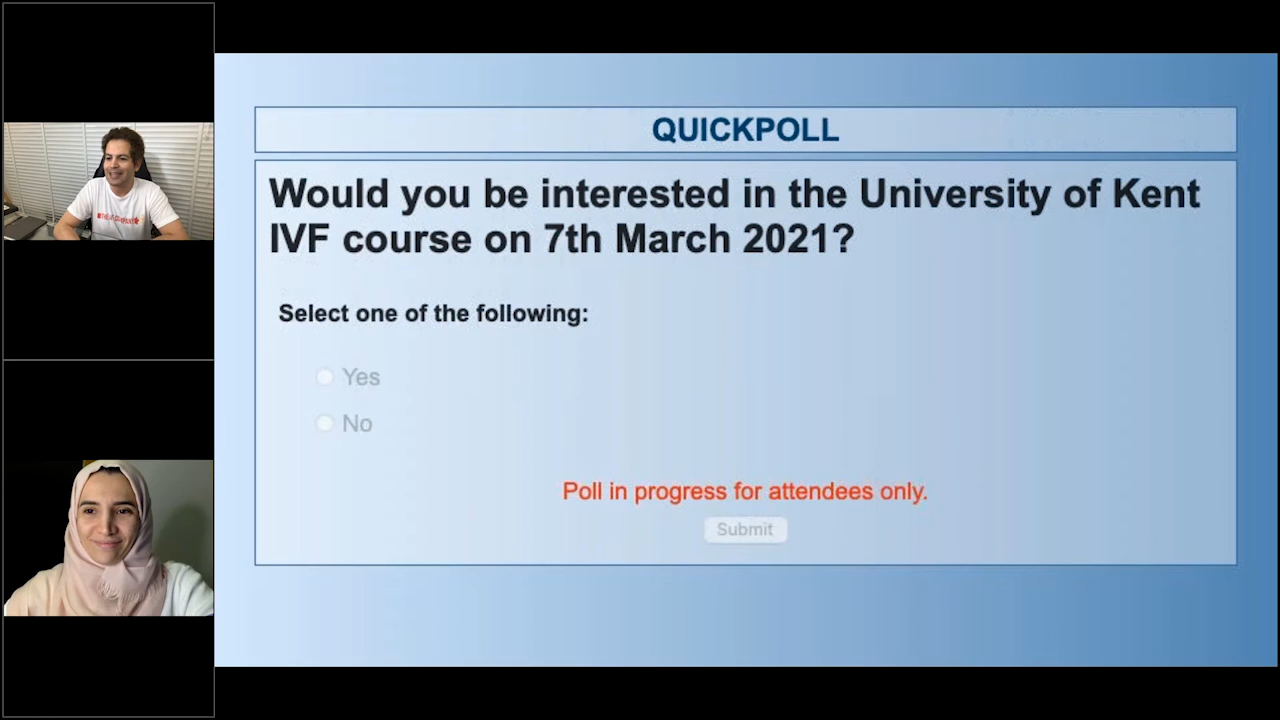 QUICKPOLL
Would you be interested in the University of Kent
IVF course on 7th March 2021?
Select one of the following:
Yes
No
Poll in progress for attendees only.
Submit